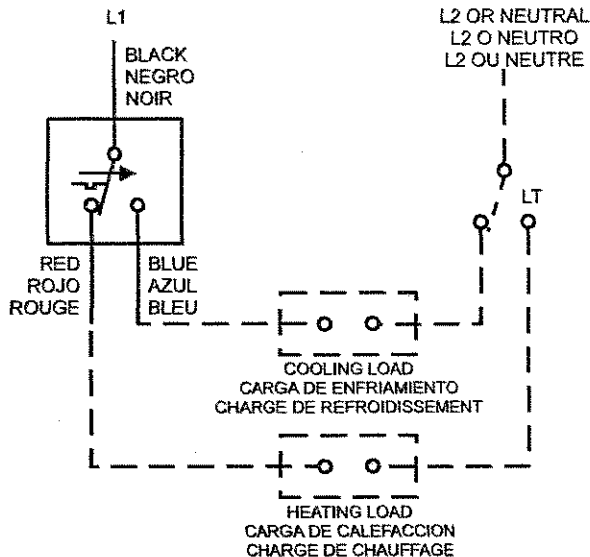 L1
BLACK
NEGRO
NOIR
L2 OR NEUTRAL
L2 O NEUTRO
L2 OU NEUTRE
LT
RED
ROJO
ROUGE
BLUE
AZUL
BLEU
COOLING LOAD
CARGA DE ENFRIAMIENTO
CHARGE DE REFROIDISSEMENT
HEATING LOAD
CARGA DE CALEFACCION
CHARGE DE CHAUFFAGE